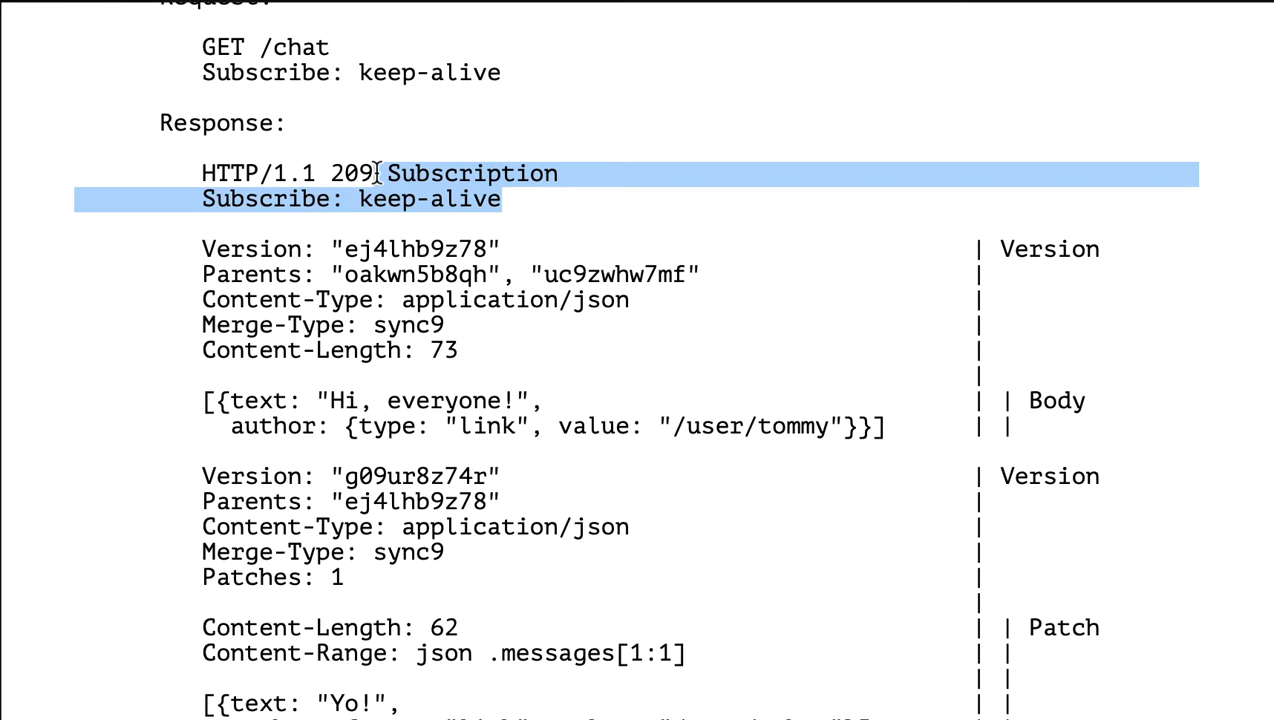 Request:
GET /chat
Subscribe: keep-alive
Response:
HTTP/1.1 209 Subscription
Subscribe: keep-alive
Version: "ej4lhb9z78" | Version
Parents: "oakwn5b8qh", "uc9zwhw7mf" |
Content-Type: application/json |
Merge-Type: sync9 |
Content-Length: 73 |
|
[{text: "Hi, everyone!", | | Body
author: {type: "link", value: "/user/tommy"}}] | |
Version: "g09ur8z74r" | Version
Parents: "ej4lhb9z78" |
Content-Type: application/json |
Merge-Type: sync9 |
Patches: 1 |
|
Content-Length: 62 | | Patch
Content-Range: json .messages[1:1] | |
| |
[{text: "Yo!", | |